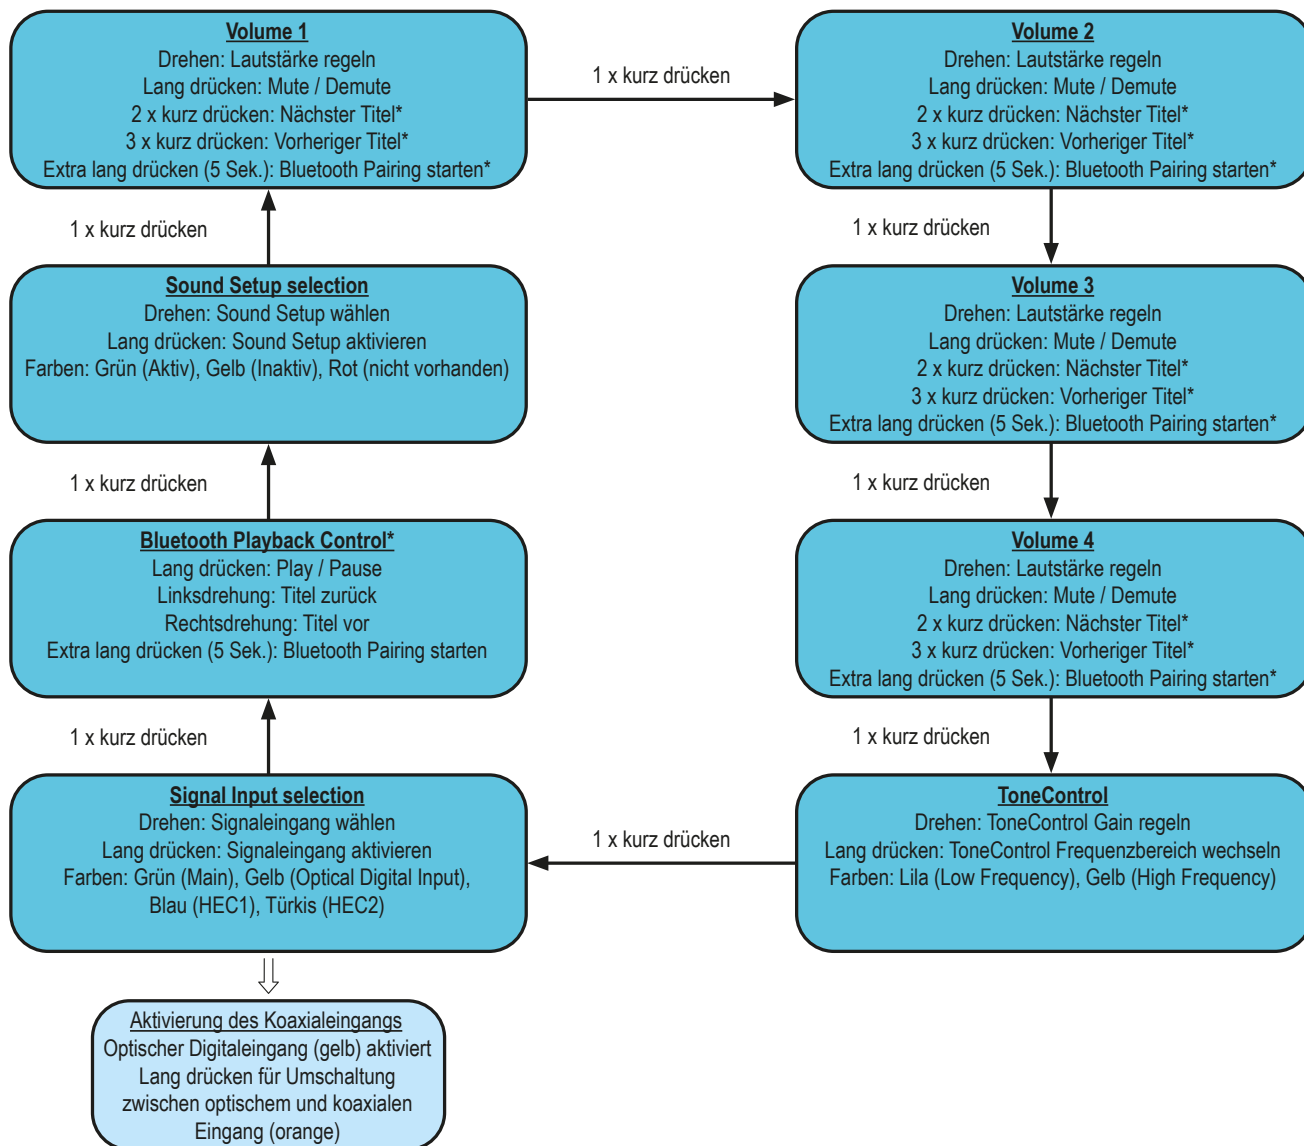 Volume 1
Drehen: Lautstärke regeln
Lang drücken: Mute / Demute
2 x kurz drücken: Nächster Titel*
3 x kurz drücken: Vorheriger Titel*
Extra lang drücken (5 Sek.): Bluetooth Pairing starten*
1 x kurz drücken
Volume 2
Drehen: Lautstärke regeln
Lang drücken: Mute / Demute
2 x kurz drücken: Nächster Titel*
3 x kurz drücken: Vorheriger Titel*
Extra lang drücken (5 Sek.): Bluetooth Pairing starten*
1 x kurz drücken
1 x kurz drücken
Sound Setup selection
Drehen: Sound Setup wählen
Lang drücken: Sound Setup aktivieren
Farben: Grün (Aktiv), Gelb (Inaktiv), Rot (nicht vorhanden)
Volume 3
Drehen: Lautstärke regeln
Lang drücken: Mute / Demute
2 x kurz drücken: Nächster Titel*
3 x kurz drücken: Vorheriger Titel*
Extra lang drücken (5 Sek.): Bluetooth Pairing starten*
1 x kurz drücken
1 x kurz drücken
Bluetooth Playback Control*
Lang drücken: Play / Pause
Linksdrehung: Titel zurück
Rechtsdrehung: Titel vor
Extra lang drücken (5 Sek.): Bluetooth Pairing starten
Volume 4
Drehen: Lautstärke regeln
Lang drücken: Mute / Demute
2 x kurz drücken: Nächster Titel*
3 x kurz drücken: Vorheriger Titel*
Extra lang drücken (5 Sek.): Bluetooth Pairing starten*
1 x kurz drücken
1 x kurz drücken
Signal Input selection
Drehen: Signaleingang wählen
Lang drücken: Signaleingang aktivieren
Farben: Grün (Main), Gelb (Optical Digital Input),
Blau (HEC1), Türkis (HEC2)
1 x kurz drücken
ToneControl
Drehen: ToneControl Gain regeln
Lang drücken: ToneControl Frequenzbereich wechseln
Farben: Lila (Low Frequency), Gelb (High Frequency)
Aktivierung des Koaxialeingangs
Optischer Digitaleingang (gelb) aktiviert
Lang drücken für Umschaltung
zwischen optischem und koaxialen
Eingang (orange)